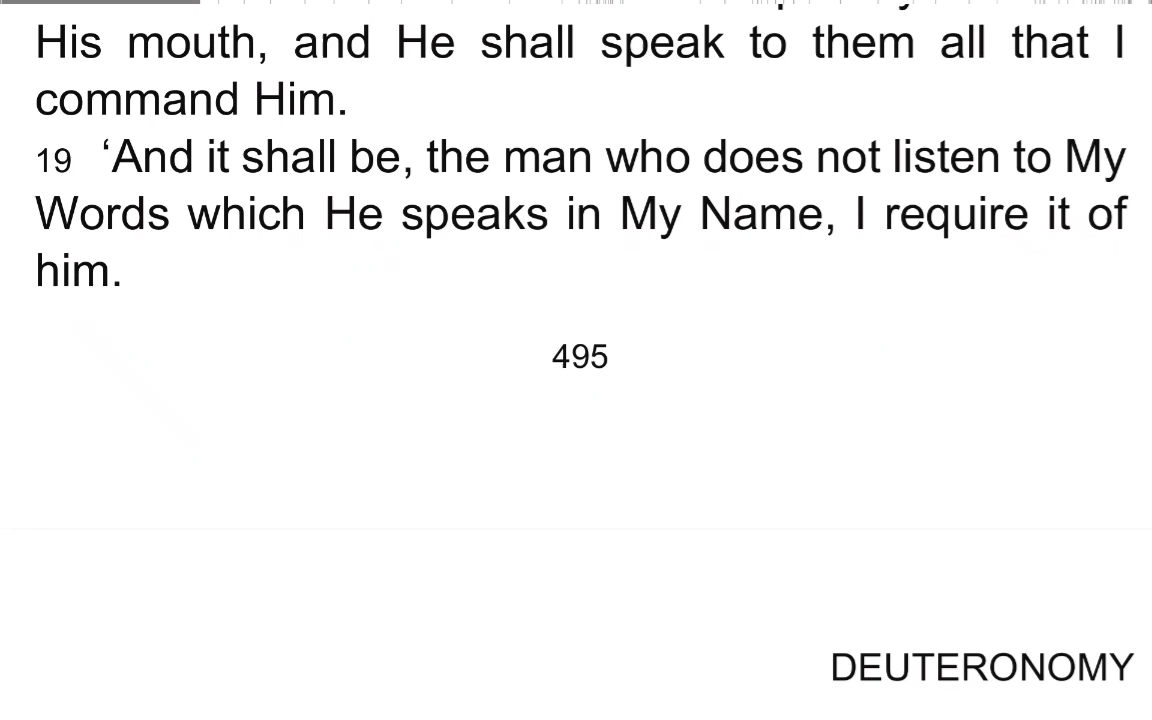 His mouth, and He shall speak to them all that I
command Him.
19 ‘And it shall be, the man who does not listen to My
Words which He speaks in My Name, I require it of
him.
495
DEUTERONOMY